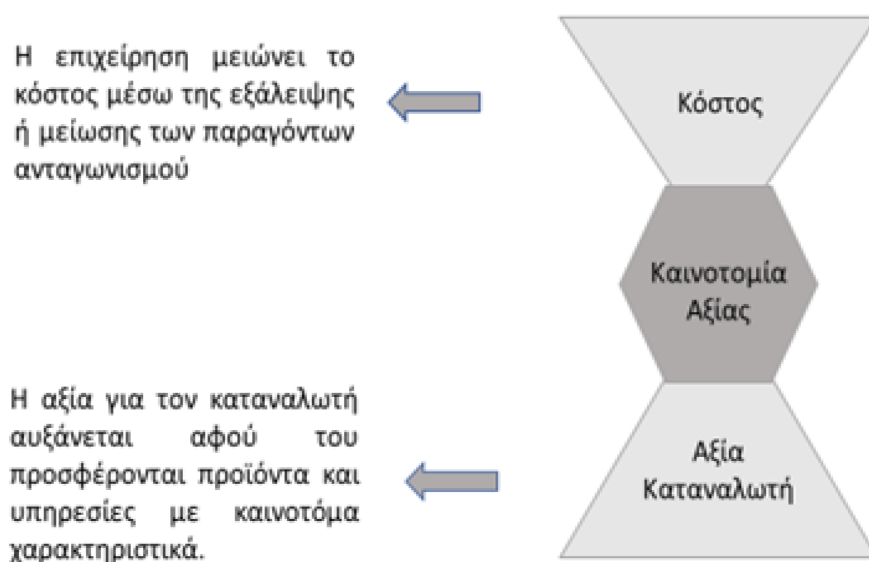 Η επιχείρηση μειώνει το
κόστος μέσω της εξάλειψης
ή μείωσης των παραγόντων
ανταγωνισμού
Κόστος
Καινοτομία
Αξίας
Η αξία για τον καταναλωτή
αυξάνεται αφού του
προσφέρονται προϊόντα και
υπηρεσίες με καινοτόμα
χαρακτηριστικά.
Αξία
Καταναλωτή